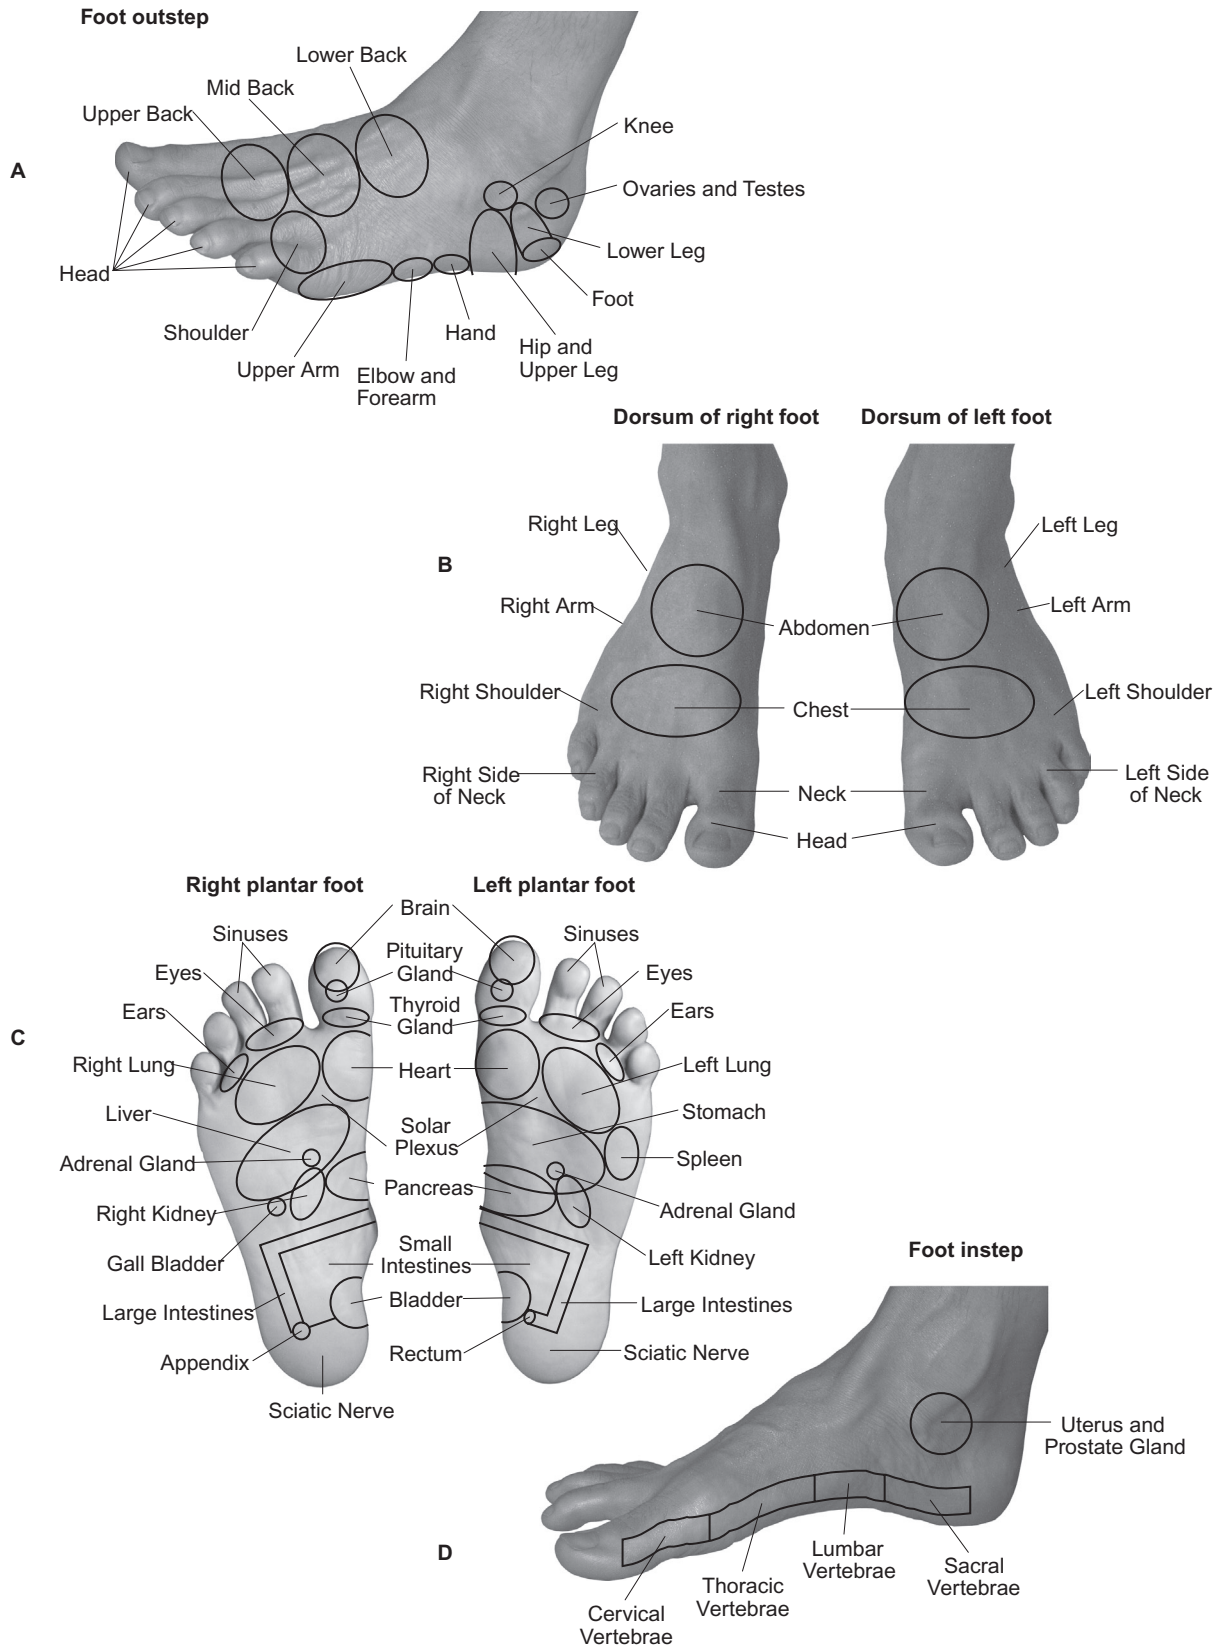 Foot outstep
Lower Back
Mid Back
Upper Back
Knee
A
Ovaries and Testes
Lower Leg
Head
Foot
Shoulder
Hand
Upper Arm
Hip and
Upper Leg
Elbow and
Forearm
Dorsum of right foot
Dorsum of left foot
Right Leg
Left Leg
B
Right Arm
Left Arm
Abdomen
Right Shoulder
Left Shoulder
Chest
Right Side
of Neck
Left Side
of Neck
Neck
Head
Right plantar foot
Left plantar foot
Brain
Sinuses
Sinuses
Pituitary
Gland
Eyes
Eyes
Thyroid
Gland
Ears
Ears
C
Right Lung
Heart
Left Lung
Liver
Stomach
Solar
Plexus
Adrenal Gland
Spleen
Pancreas
Right Kidney
Adrenal Gland
Gall Bladder
Small
Intestines
Left Kidney
Foot instep
Large Intestines
Bladder
Large Intestines
Appendix
Rectum
Sciatic Nerve
Sciatic Nerve
Uterus and
Prostate Gland
D
Lumbar
Vertebrae
Sacral
Vertebrae
Thoracic
Vertebrae
Cervical
Vertebrae